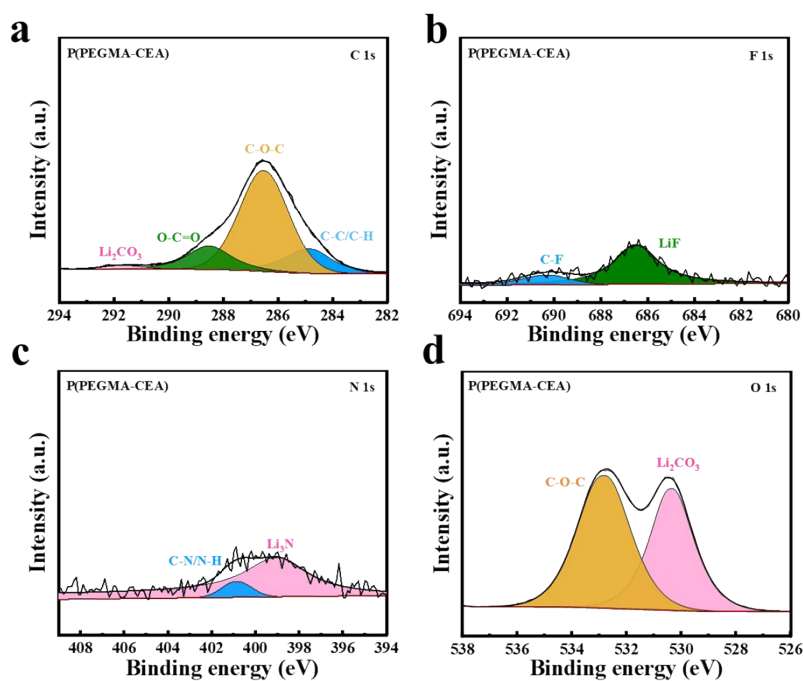 a
P(PEGMA-CEA) C 1s
C-O-C
O-C=O
C-C/C-H
Li₂CO₃
Intensity (a.u.)
294 292 290 288 286 284 282
Binding energy (eV)
b
P(PEGMA-CEA) F 1s
LiF
C-F
Intensity (a.u.)
694 692 690 688 686 684 682 680
Binding energy (eV)
c
P(PEGMA-CEA) N 1s
Li₃N
C-N/N-H
Intensity (a.u.)
408 406 404 402 400 398 396 394
Binding energy (eV)
d
P(PEGMA-CEA) O 1s
Li₂CO₃
C-O-C
Intensity (a.u.)
538 536 534 532 530 528 526
Binding energy (eV)